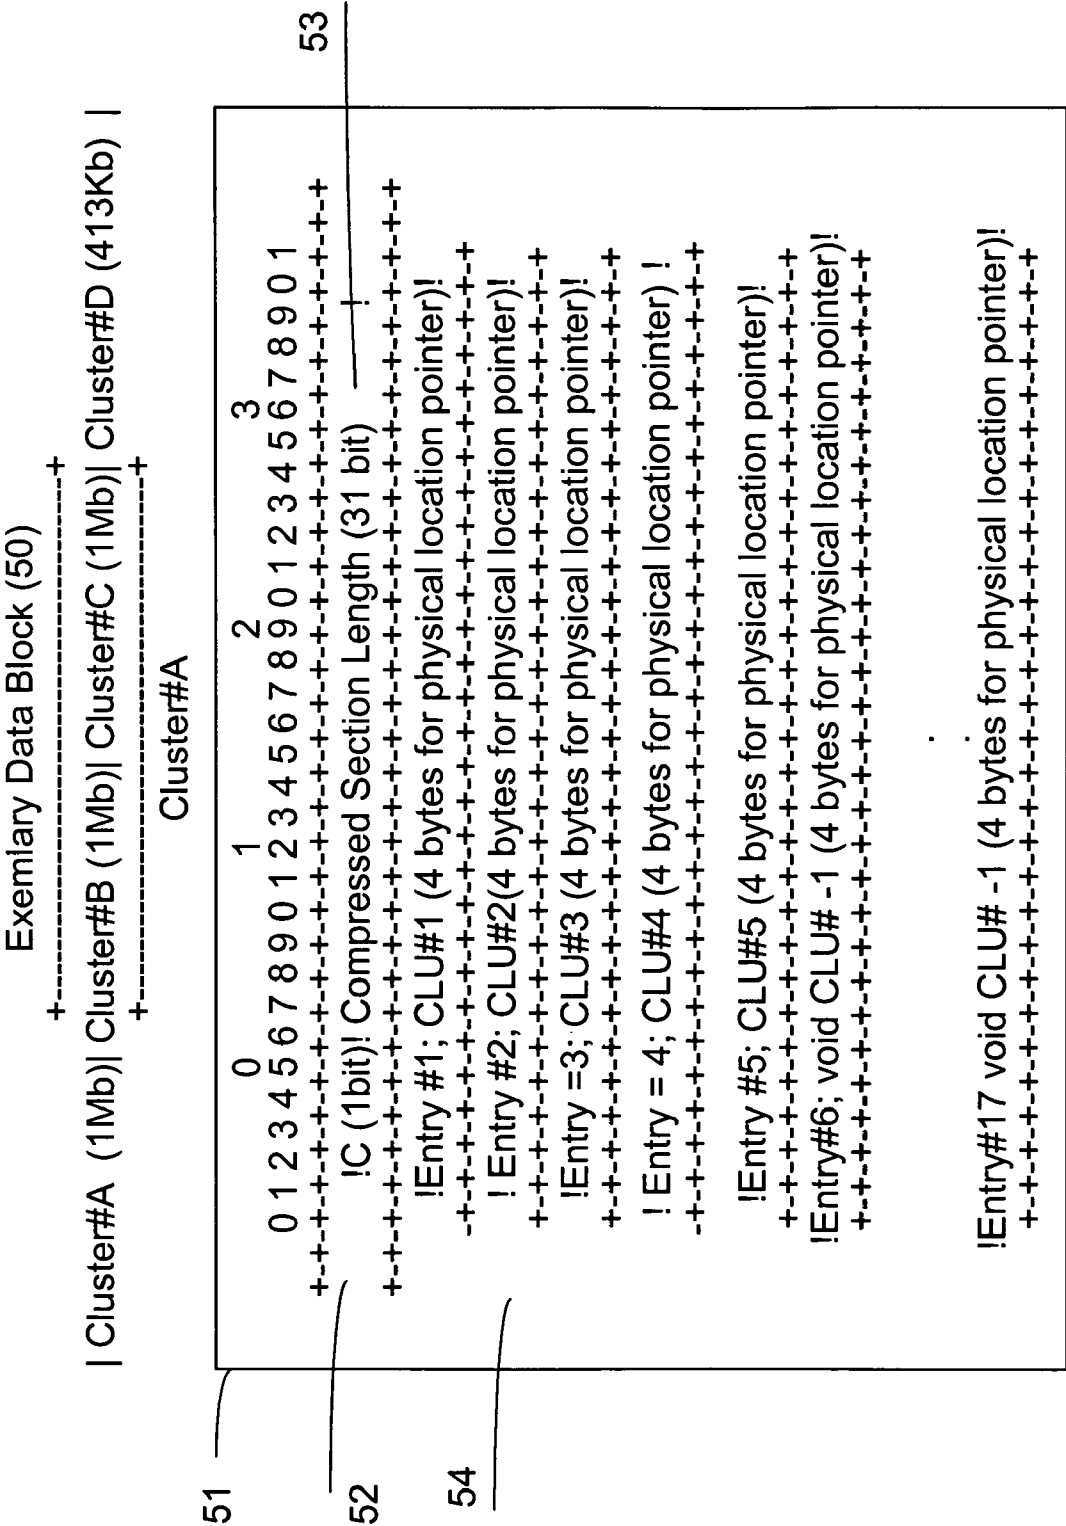 Exemlary Data Block (50)
+-----------------------------------------------+
| Cluster#A (1Mb)| Cluster#B (1Mb)| Cluster#C (1Mb)| Cluster#D (413Kb) |
+-----------------------------------------------+
Cluster#A
51
0 1 2 3
0 1 2 3 4 5 6 7 8 9 0 1 2 3 4 5 6 7 8 9 0 1 2 3 4 5 6 7 8 9 0 1
+-+-+-+-+-+-+-+-+-+-+-+-+-+-+-+-+-+-+-+-+-+-+-+-+-+-+-+-+-+-+-+
53
!C (1bit)! Compressed Section Length (31 bit) !
52
+-+-+-+-+-+-+-+-+-+-+-+-+-+-+-+-+-+-+-+-+-+-+-+-+-+-+-+-+-+-+-+
!Entry #1; CLU#1 (4 bytes for physical location pointer)!
-+-+-+-+-+-+-+-+-+-+-+-+-+-+-+-+-+-+-+-+-+-+-+-+-+-+-+-+
54
! Entry #2; CLU#2(4 bytes for physical location pointer)!
+-+-+-+-+-+-+-+-+-+-+-+-+-+-+-+-+-+-+-+-+-+-+-+-+-+-+-+
!Entry =3; CLU#3 (4 bytes for physical location pointer)!
+-+-+-+-+-+-+-+-+-+-+-+-+-+-+-+-+-+-+-+-+-+-+-+-+-+-+-+
! Entry = 4; CLU#4 (4 bytes for physical location pointer) !
-+-+-+-+-+-+-+-+-+-+-+-+-+-+-+-+-+-+-+-+-+-+-+-+-+-+-+-+
!Entry #5; CLU#5 (4 bytes for physical location pointer)!
+-+-+-+-+-+-+-+-+-+-+-+-+-+-+-+-+-+-+-+-+-+-+-+-+-+-+-+
!Entry#6; void CLU# -1 (4 bytes for physical location pointer)!
+-+-+-+-+-+-+-+-+-+-+-+-+-+-+-+-+-+-+-+-+-+-+-+-+-+-+-+
.
.
!Entry#17 void CLU# -1 (4 bytes for physical location pointer)!
+-+-+-+-+-+-+-+-+-+-+-+-+-+-+-+-+-+-+-+-+-+-+-+-+-+-+-+